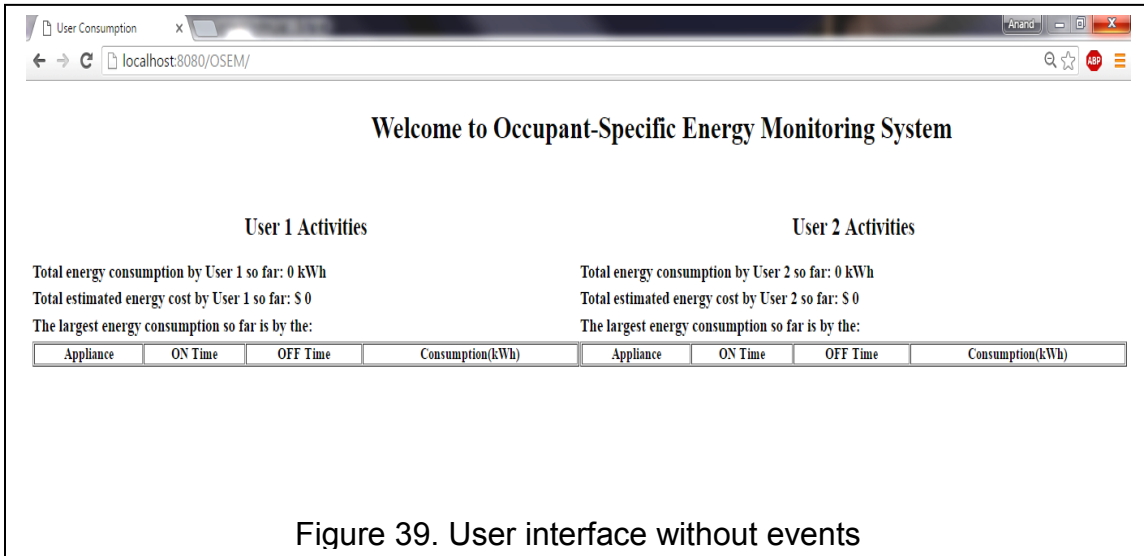 User Consumption
Anand
localhost:8080/OSEM/
ABP
Welcome to Occupant-Specific Energy Monitoring System
User 1 Activities
User 2 Activities
Total energy consumption by User 1 so far: 0 kWh
Total estimated energy cost by User 1 so far: $ 0
The largest energy consumption so far is by the:
Appliance ON Time OFF Time Consumption(kWh)
Total energy consumption by User 2 so far: 0 kWh
Total estimated energy cost by User 2 so far: $ 0
The largest energy consumption so far is by the:
Appliance ON Time OFF Time Consumption(kWh)
Figure 39. User interface without events